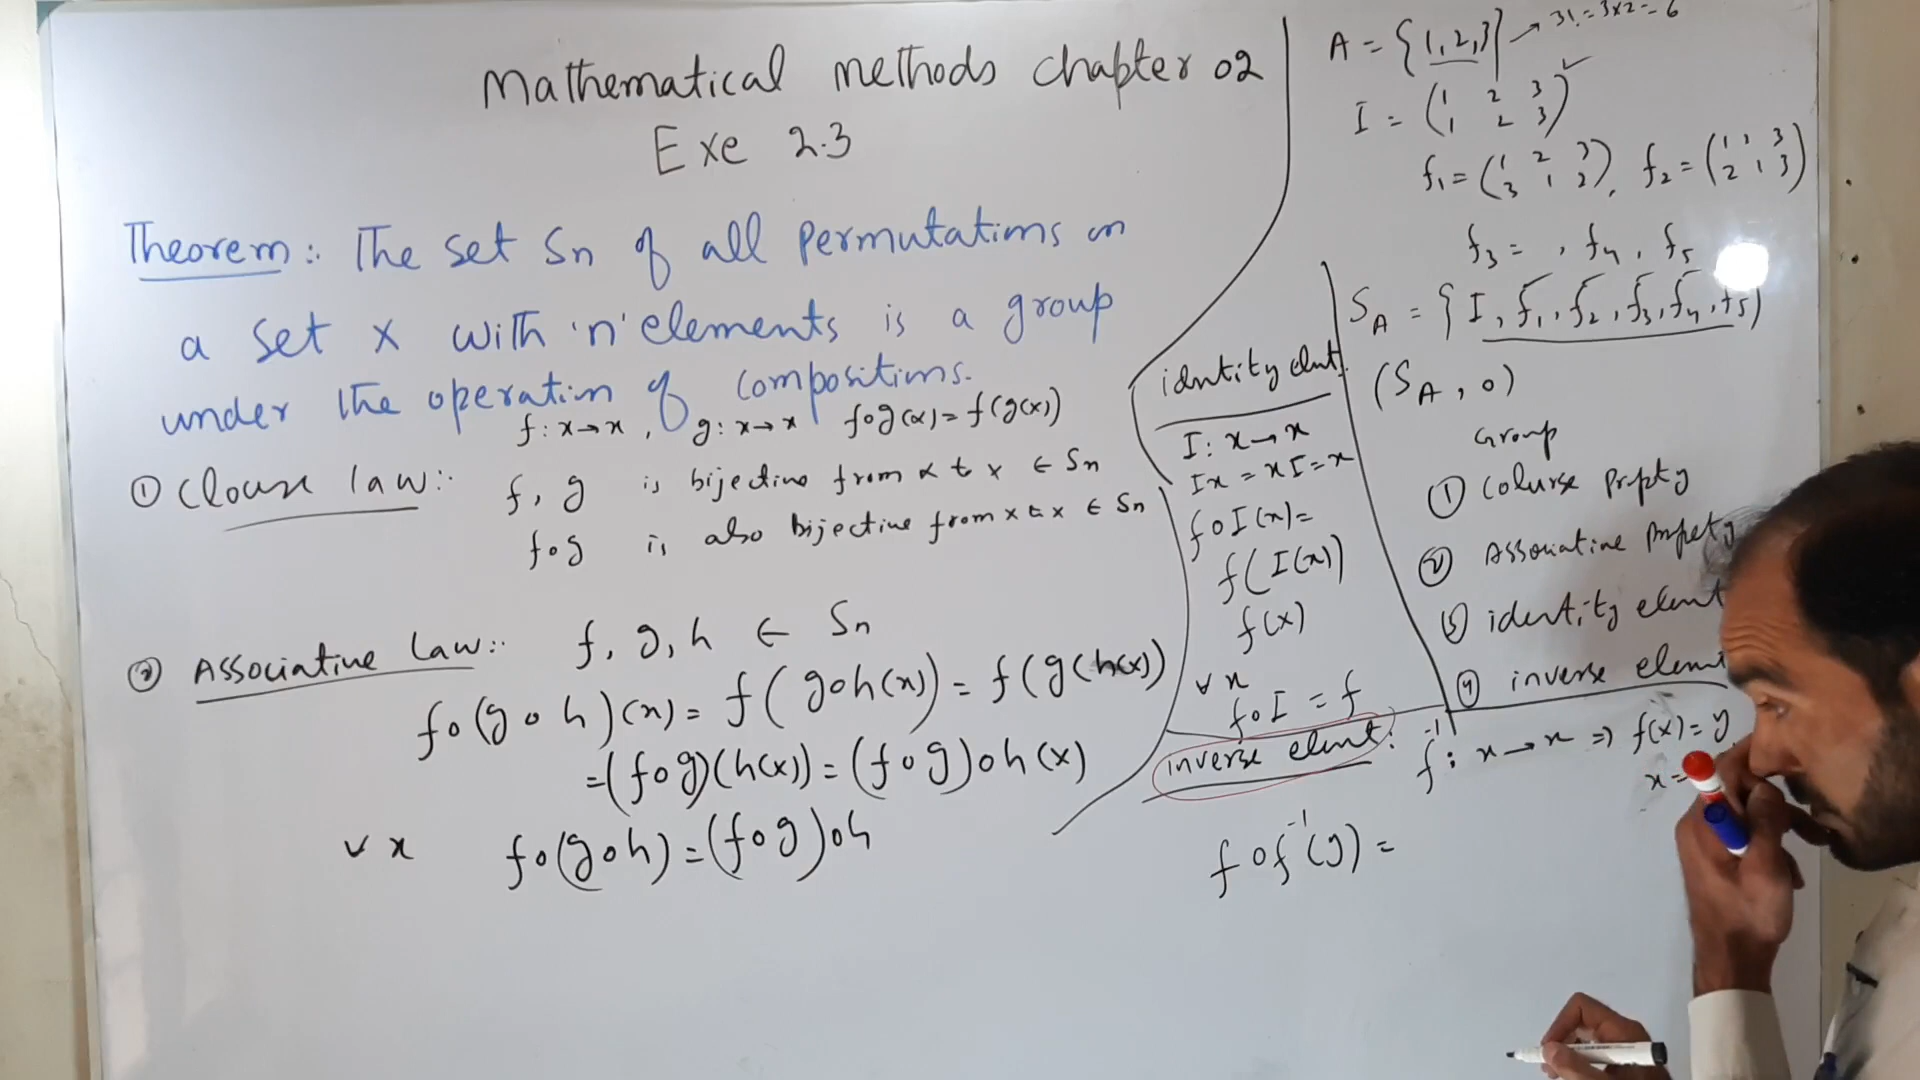 Mathematical methods chapter 02
Exe 2.3
Theorem:. The set Sn of all permutations on
a set X with 'n' elements is a group
under the operation of compositions.
f : x→x , g : x→x fog(x) = f(g(x))
① Closure law:.
f, g is bijective from x to x ∈ Sn
fog is also bijective from x to x ∈ Sn
② Associative Law:. f, g, h ∈ Sn
fo(goh)(x) = f(goh(x)) = f(g(h(x))
=(fog)(h(x)) = (fog)oh(x)
∀ x fo(goh) = (fog)oh
identity elmt.
I : x→x
Ix = xI = x
foI(x) =
f(I(x))
f(x)
∀ x
foI = f
inverse elmt:
f⁻¹ : x→x ⇒ f(x) = y
x =
fof⁻¹(y) =
A = {1, 2, 3} → 3! = 3x2 = 6
I = (1 2 3
1 2 3) ✓
f₁ = (1 2 3
3 1 2), f₂ = (1 2 3
2 1 3)
f₃ = , f₄ , f₅
S_A = {I, f₁, f₂, f₃, f₄, f₅}
(S_A, o)
Group
① Colurse Prpty
② Associative Prpety
③ identity elemt
④ inverse elemt